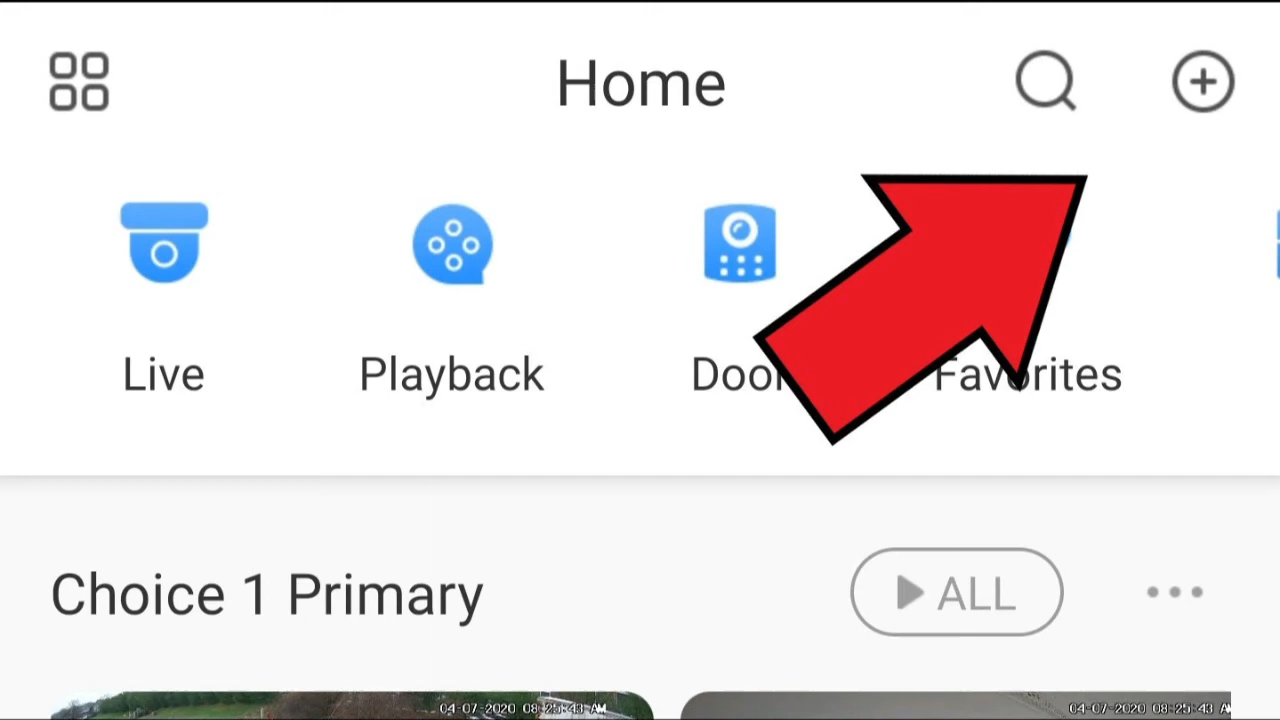 Home
Live
Playback
Favorites
Choice 1 Primary
ALL
04-07-2020 08:25:43 AM
04-07-2020 08:25:43